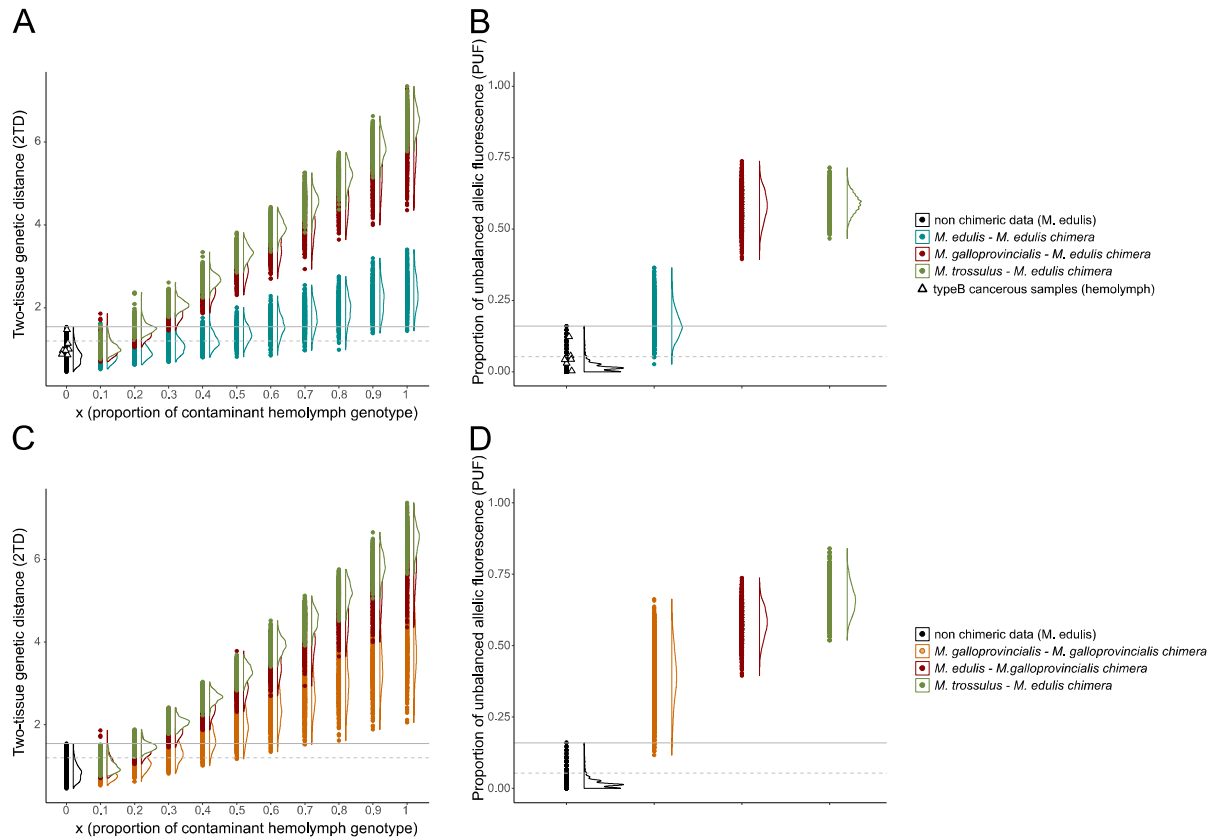 A
Two-tissue genetic distance (2TD)
6
4
2
0 0.1 0.2 0.3 0.4 0.5 0.6 0.7 0.8 0.9 1
x (proportion of contaminant hemolymph genotype)
B
Proportion of unbalanced allelic fluorescence (PUF)
1.00
0.75
0.50
0.25
0.00
non chimeric data (M. edulis)
M. edulis - M. edulis chimera
M. galloprovincialis - M. edulis chimera
M. trossulus - M. edulis chimera
typeB cancerous samples (hemolymph)
C
Two-tissue genetic distance (2TD)
6
4
2
0 0.1 0.2 0.3 0.4 0.5 0.6 0.7 0.8 0.9 1
x (proportion of contaminant hemolymph genotype)
D
Proportion of unbalanced allelic fluorescence (PUF)
1.00
0.75
0.50
0.25
0.00
non chimeric data (M. edulis)
M. galloprovincialis - M. galloprovincialis chimera
M. edulis - M.galloprovincialis chimera
M. trossulus - M. edulis chimera